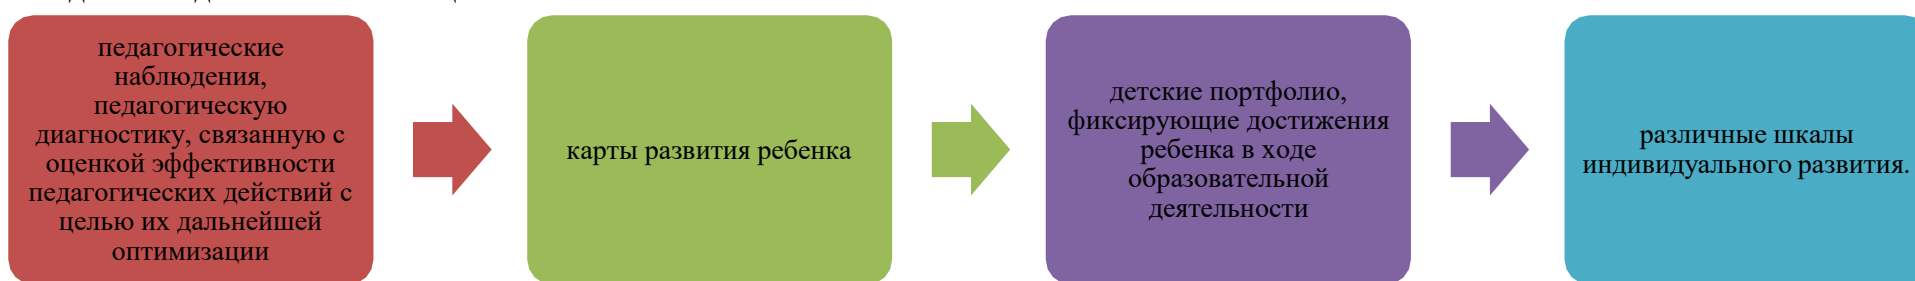 педагогические
наблюдения,
педагогическую
диагностику, связанную с
оценкой эффективности
педагогических действий с
целью их дальнейшей
оптимизации
карты развития ребенка
детские портфолио,
фиксирующие достижения
ребенка в ходе
образовательной
деятельности
различные шкалы
индивидуального развития.